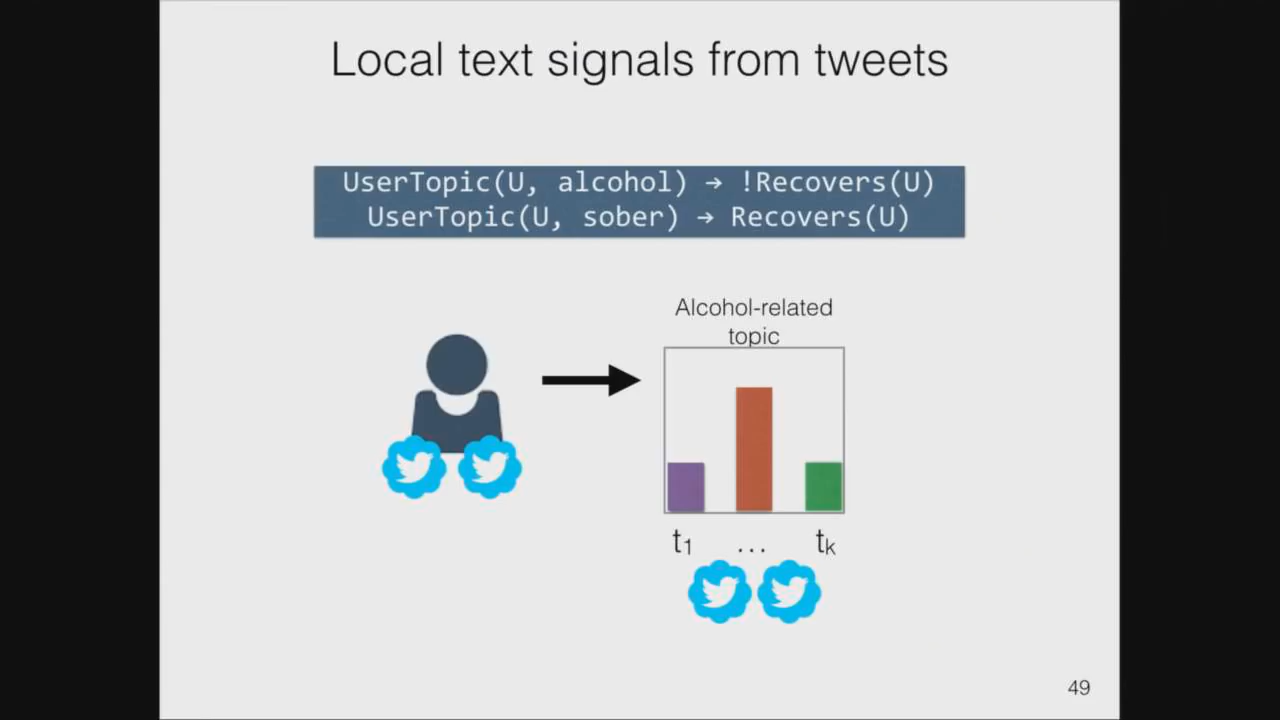 Local text signals from tweets
UserTopic(U, alcohol) → !Recovers(U)
UserTopic(U, sober) → Recovers(U)
Alcohol-related
topic
t1 ... tk
49